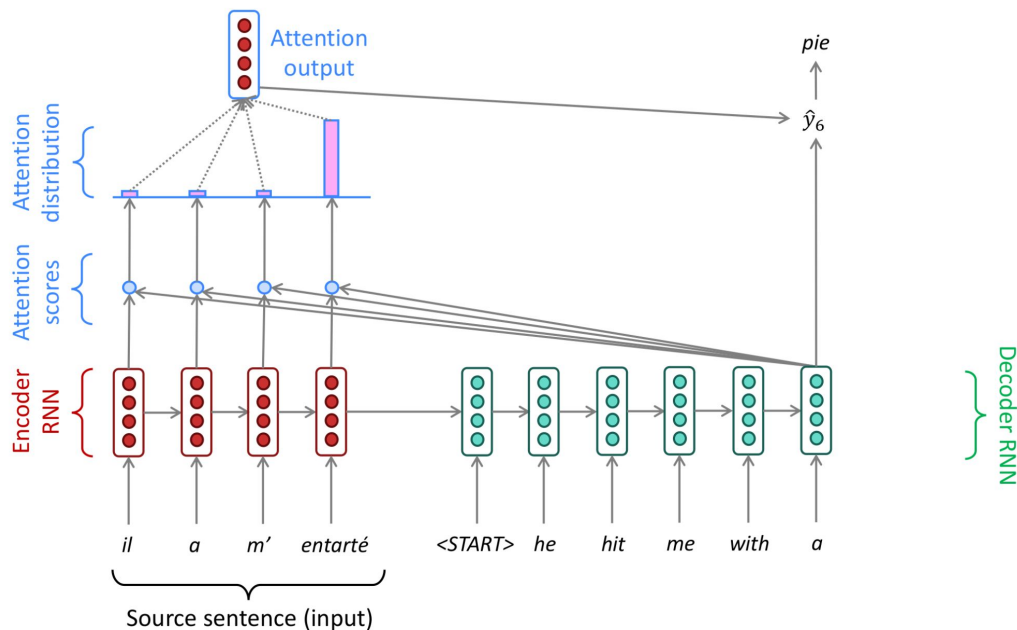 Attention
output
pie
Attention
distribution
ŷ₆
Attention
scores
Encoder
RNN
Decoder RNN
il a m’ entarté <START> he hit me with a
Source sentence (input)